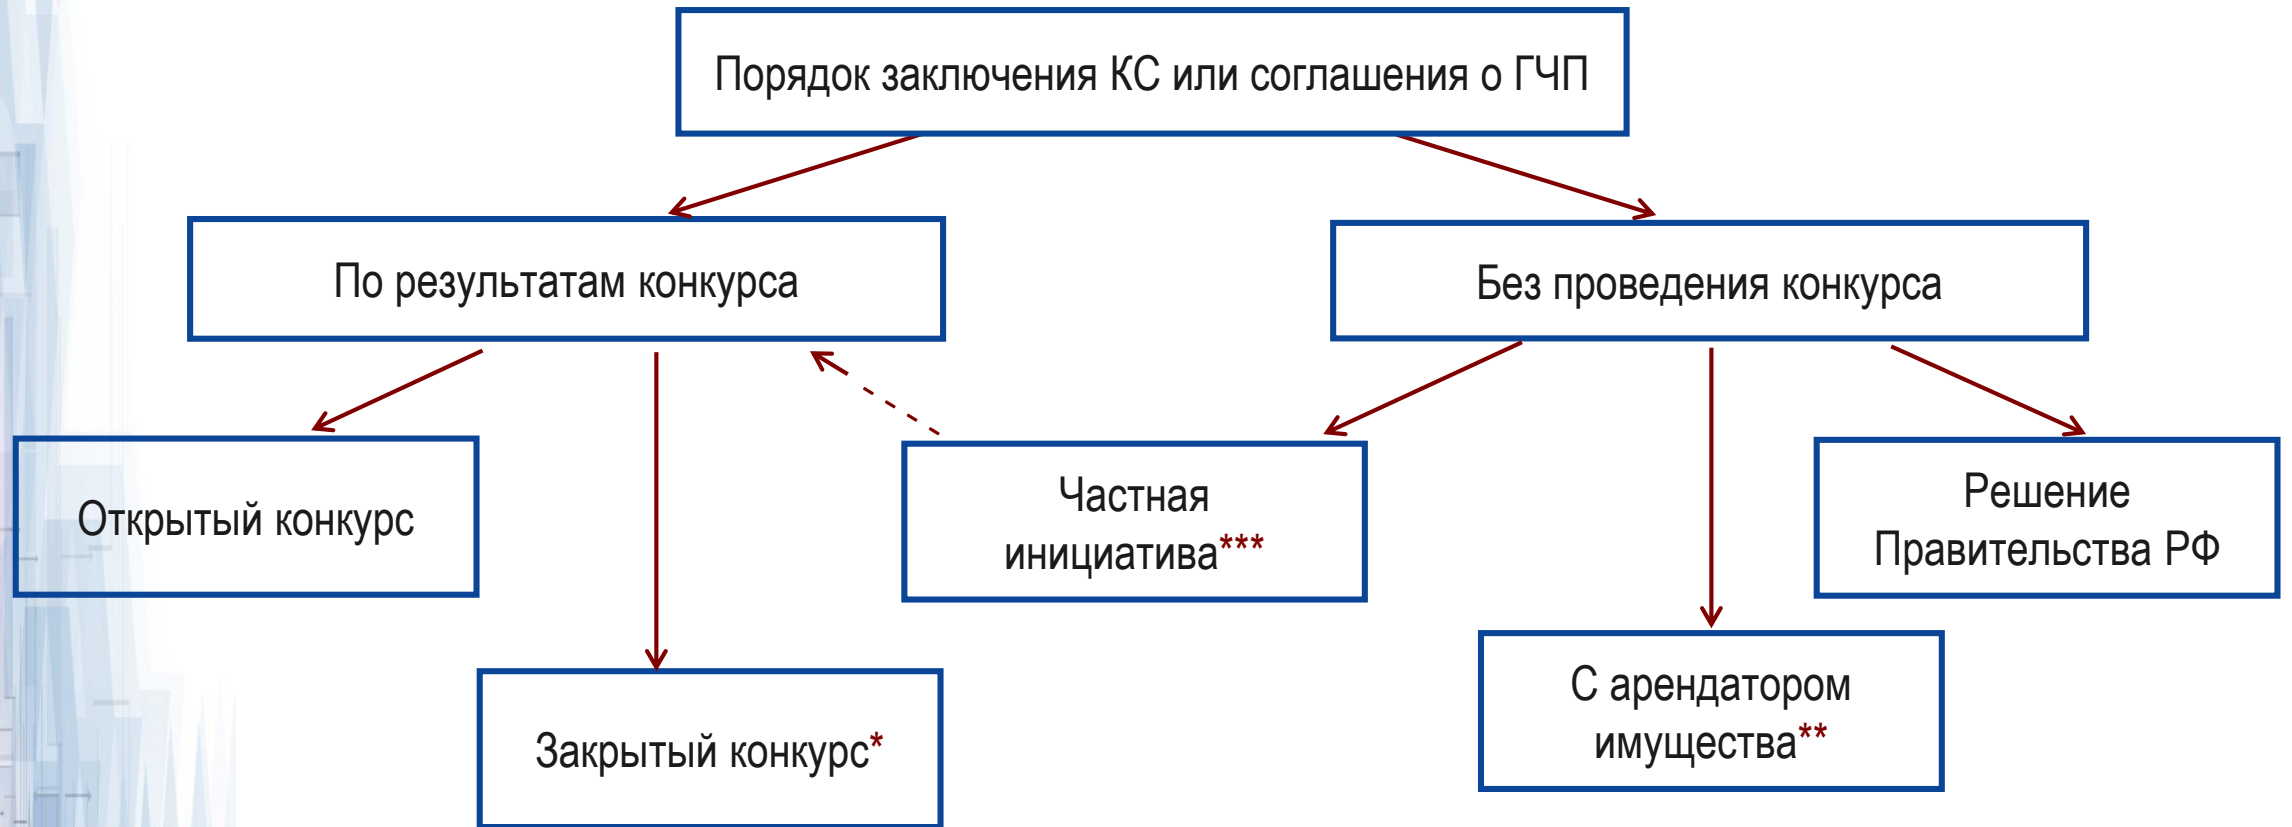 Порядок заключения КС или соглашения о ГЧП
По результатам конкурса
Без проведения конкурса
Открытый конкурс
Частная
инициатива***
Решение
Правительства РФ
Закрытый конкурс*
С арендатором
имущества**